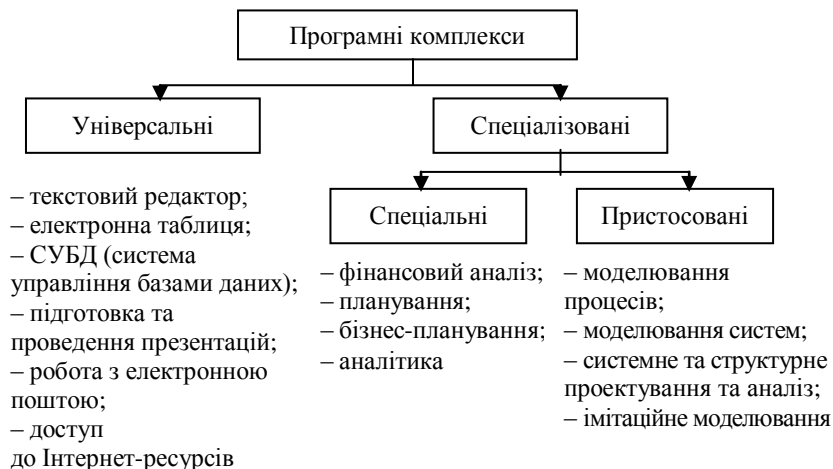 Програмні комплекси
Універсальні
Спеціалізовані
– текстовий редактор;
– електронна таблиця;
– СУБД (система
управління базами даних);
– підготовка та
проведення презентацій;
– робота з електронною
поштою;
– доступ
до Інтернет-ресурсів
Спеціальні
– фінансовий аналіз;
– планування;
– бізнес-планування;
– аналітика
Пристосовані
– моделювання
процесів;
– моделювання систем;
– системне та структурне
проектування та аналіз;
– імітаційне моделювання